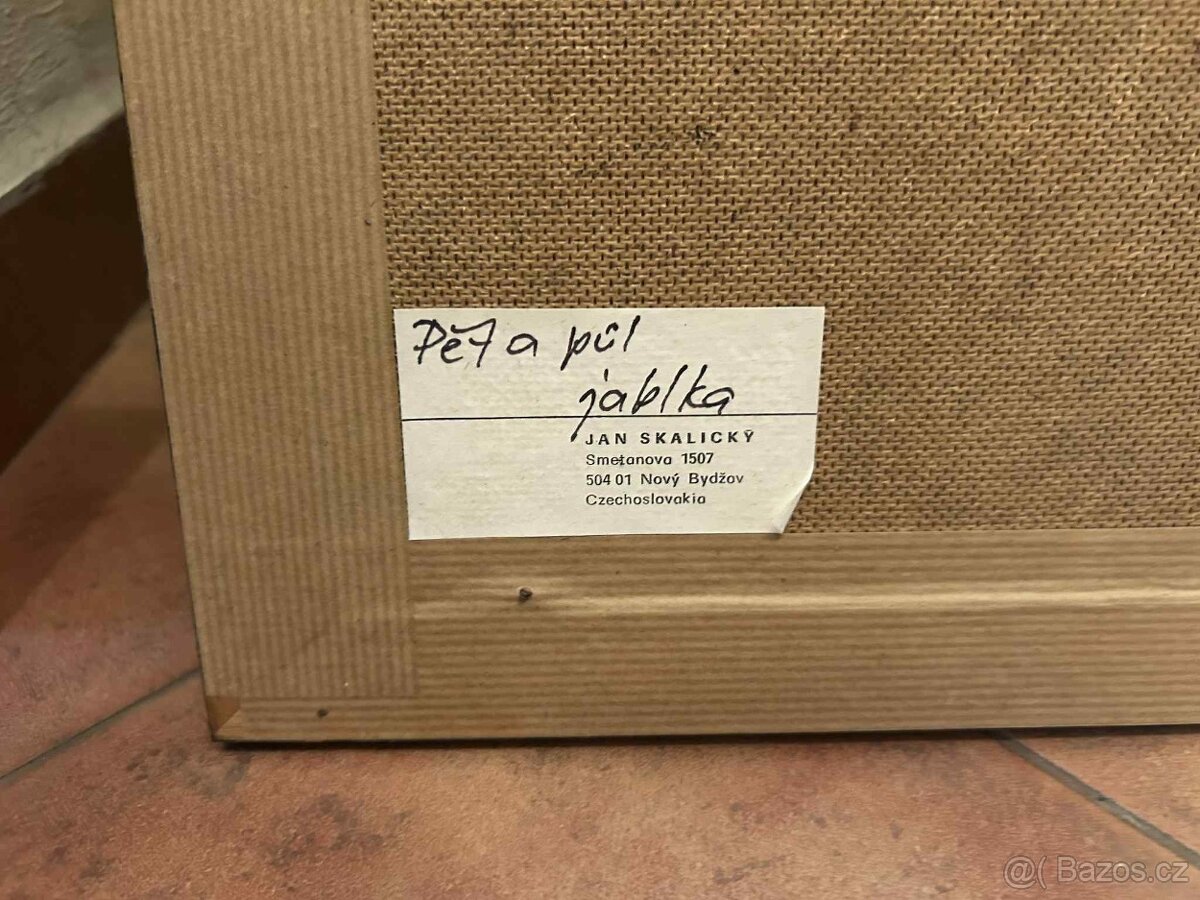 Pět a půl
jablka
JAN SKALICKÝ
Smetanova 1507
504 01 Nový Bydžov
Czechoslovakia
@( Bazos.cz